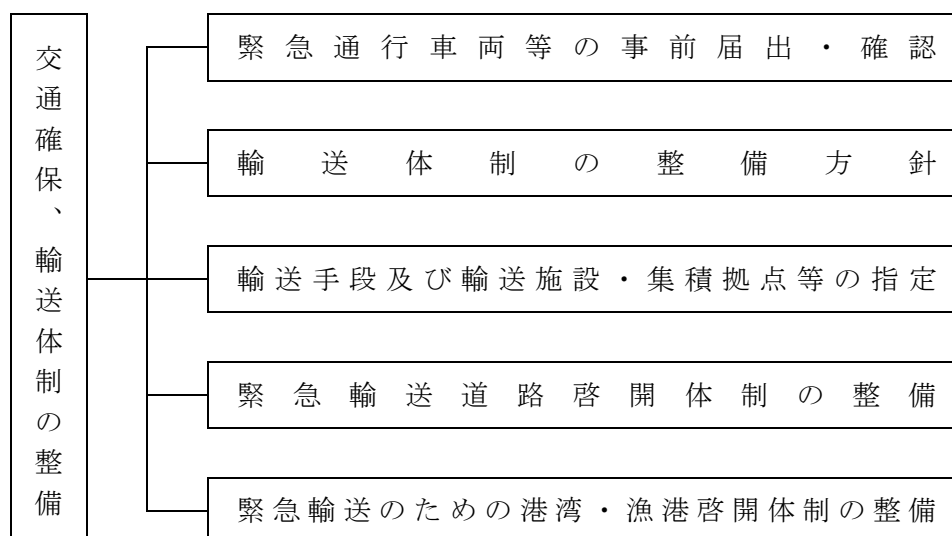 交通確保、輸送体制の整備
緊急通行車両等の事前届出・確認
輸送体制の整備方針
輸送手段及び輸送施設・集積拠点等の指定
緊急輸送道路啓開体制の整備
緊急輸送のための港湾・漁港啓開体制の整備